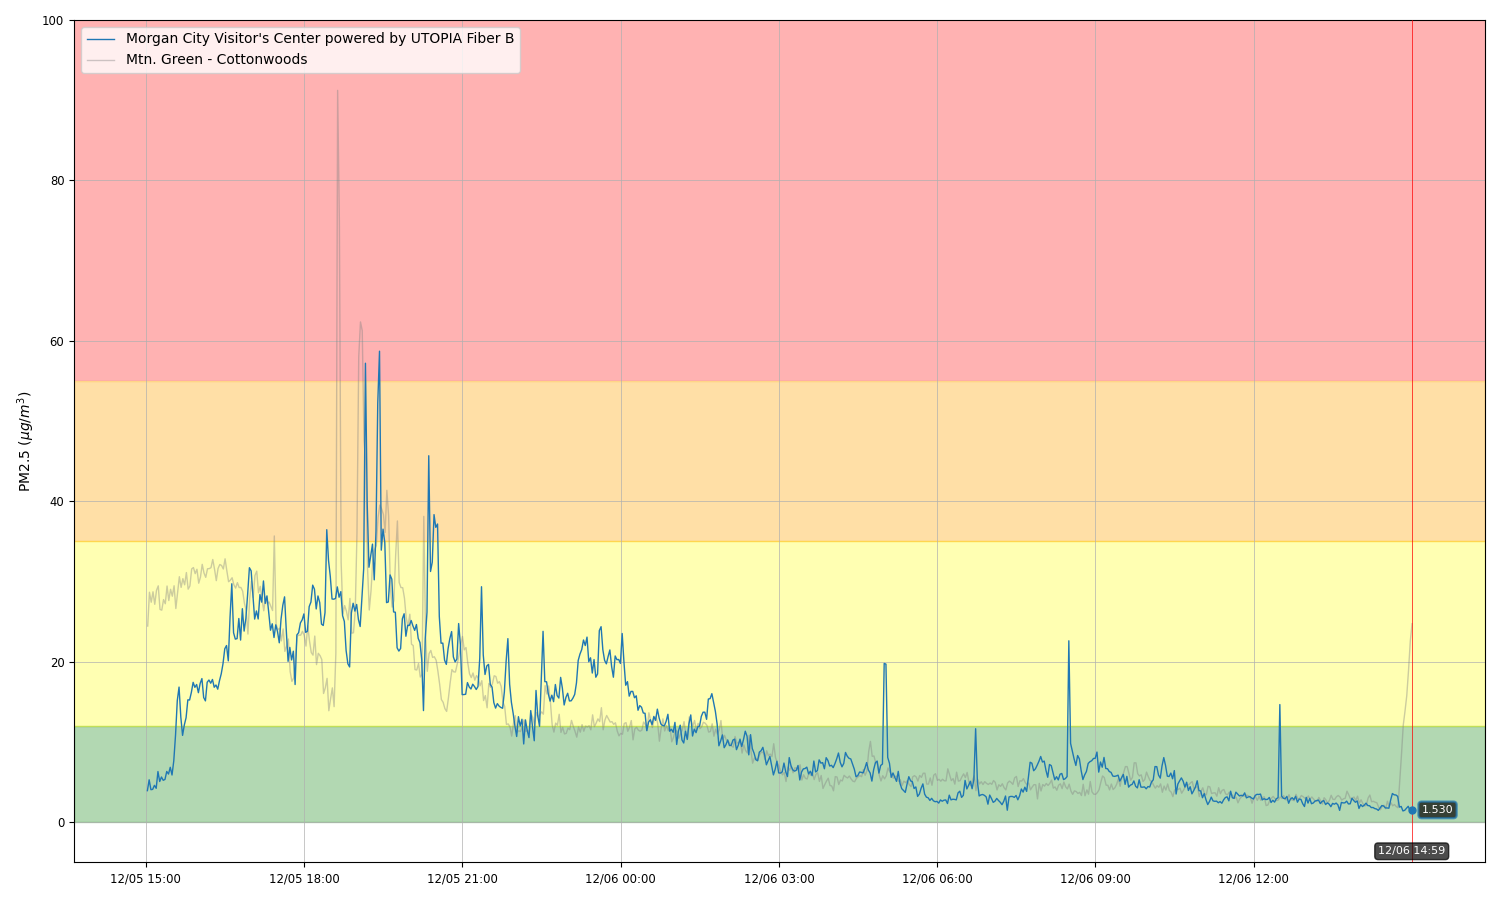 100
Morgan City Visitor's Center powered by UTOPIA Fiber B
Mtn. Green - Cottonwoods
80
60
40
20
0
PM2.5 (μg/m³)
1.530
12/06 14:59
12/05 15:00 12/05 18:00 12/05 21:00 12/06 00:00 12/06 03:00 12/06 06:00 12/06 09:00 12/06 12:00